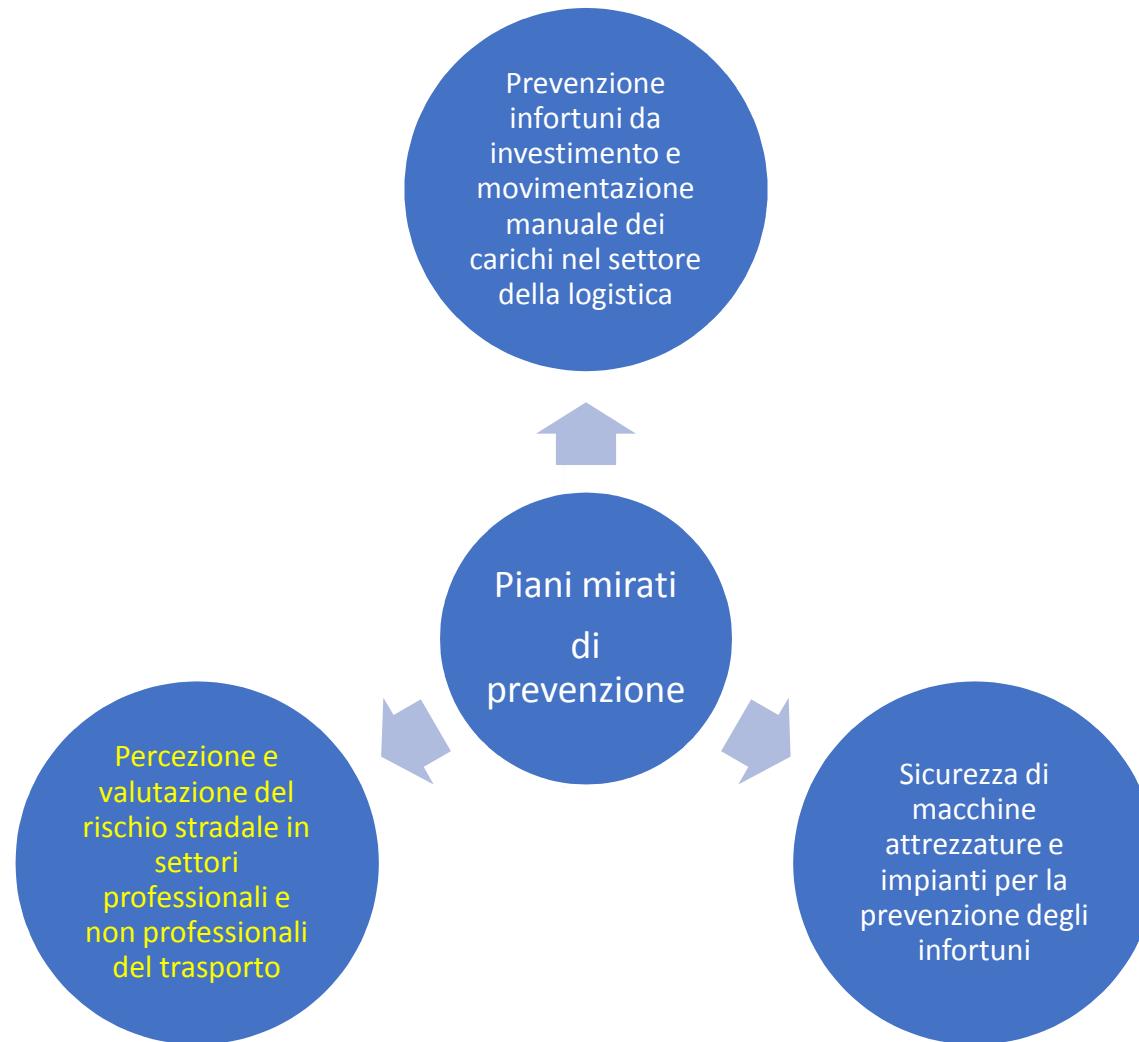 Prevenzione
infortuni da
investimento e
movimentazione
manuale dei
carichi nel settore
della logistica
Piani mirati
di
prevenzione
Percezione e
valutazione del
rischio stradale in
settori
professionali e
non professionali
del trasporto
Sicurezza di
macchine
attrezzature e
impianti per la
prevenzione degli
infortuni